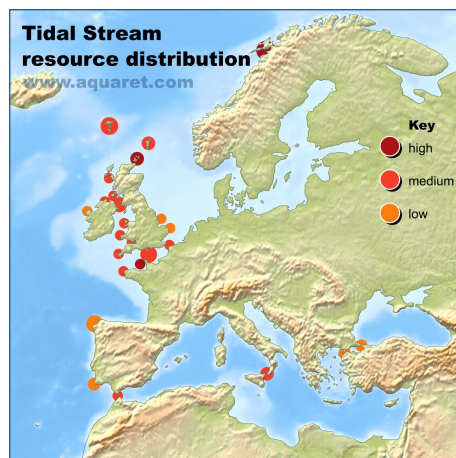 Tidal Stream
resource distribution
www.aquaret.com
Key
high
medium
low